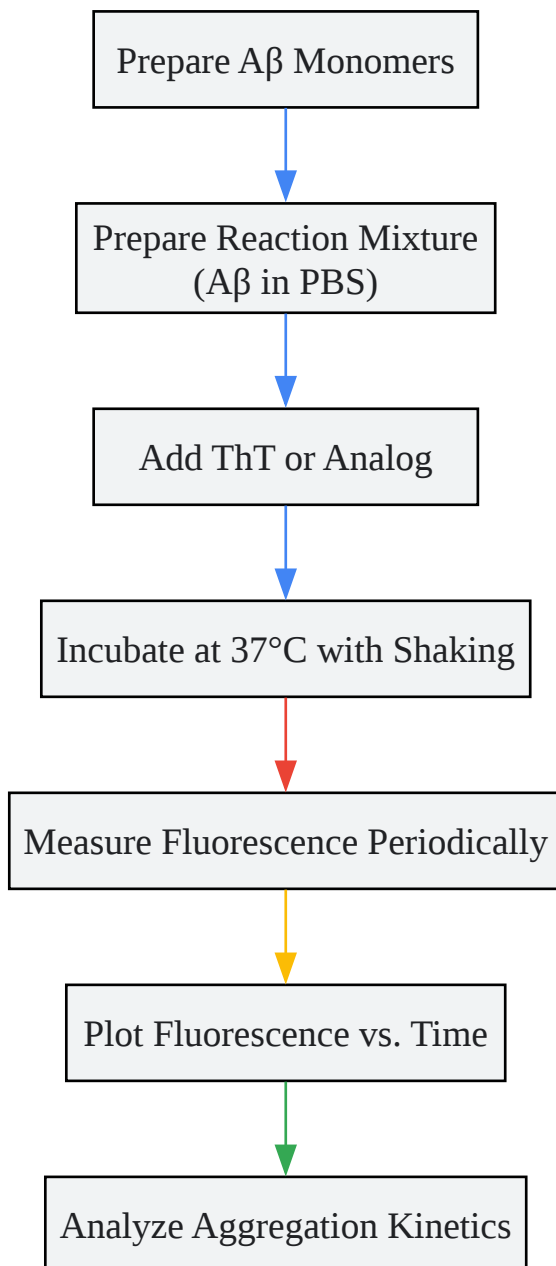 Prepare Aβ Monomers
Prepare Reaction Mixture
(Aβ in PBS)
Add ThT or Analog
Incubate at 37°C with Shaking
Measure Fluorescence Periodically
Plot Fluorescence vs. Time
Analyze Aggregation Kinetics